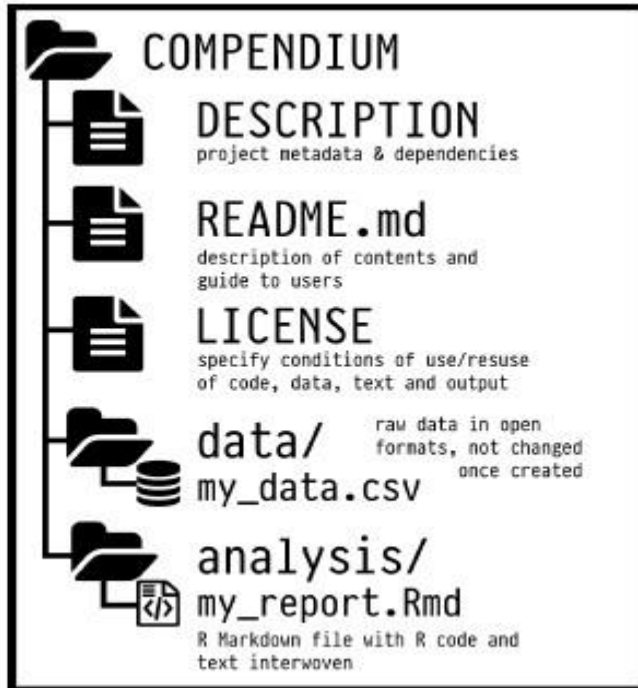 COMPENDIUM
DESCRIPTION
project metadata & dependencies
README.md
description of contents and
guide to users
LICENSE
specify conditions of use/resuse
of code, data, text and output
data/
raw data in open
formats, not changed
once created
my_data.csv
analysis/
my_report.Rmd
R Markdown file with R code and
text interwoven